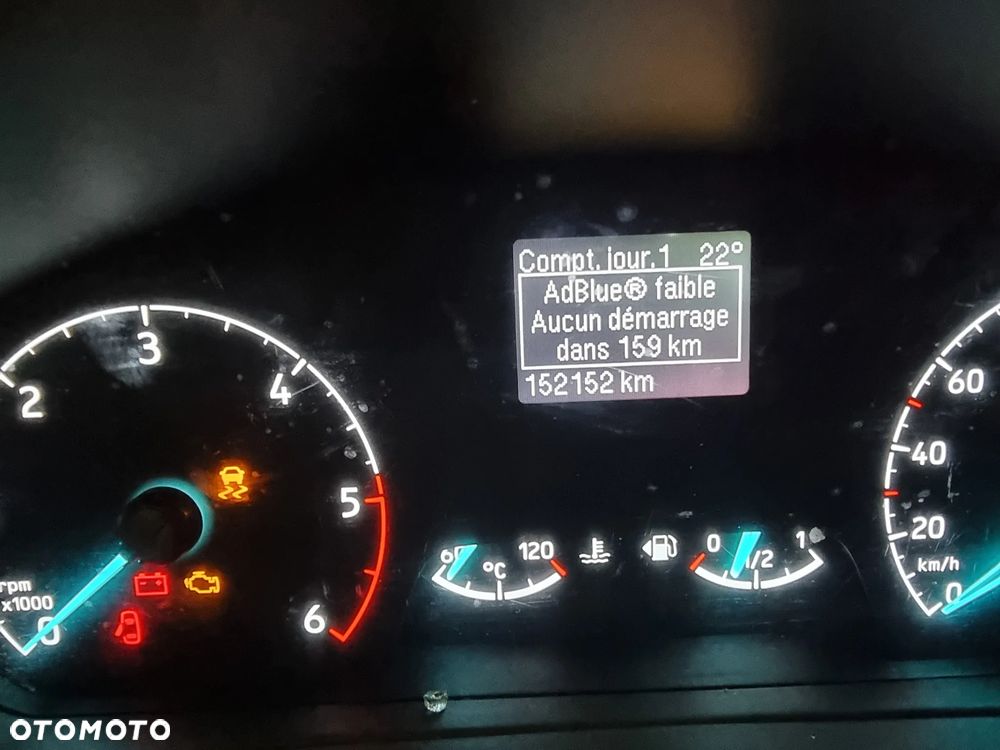 Compt. jour.1 22°
AdBlue® faible
Aucun démarrage
dans 159 km
152152 km
2
3
4
5
6
0
rpm
x1000
60
120
°C
0
1/2
1
60
40
20
km/h
0
OTOMOTO